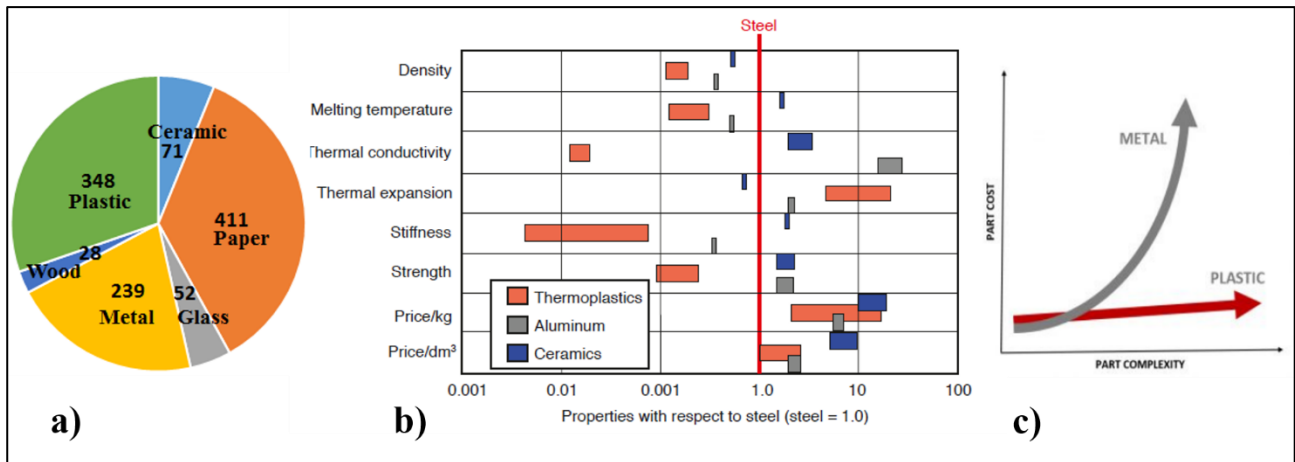 Ceramic
71
348
Plastic
411
Paper
28
Wood
239
Metal
52
Glass
a)
Steel
Density
Melting temperature
Thermal conductivity
Thermal expansion
Stiffness
Strength
Price/kg
Price/dm³
Thermoplastics
Aluminum
Ceramics
0.001
0.01
0.001
1.0
10
100
Properties with respect to steel (steel = 1.0)
b)
PART COST
METAL
PLASTIC
PART COMPLEXITY
c)